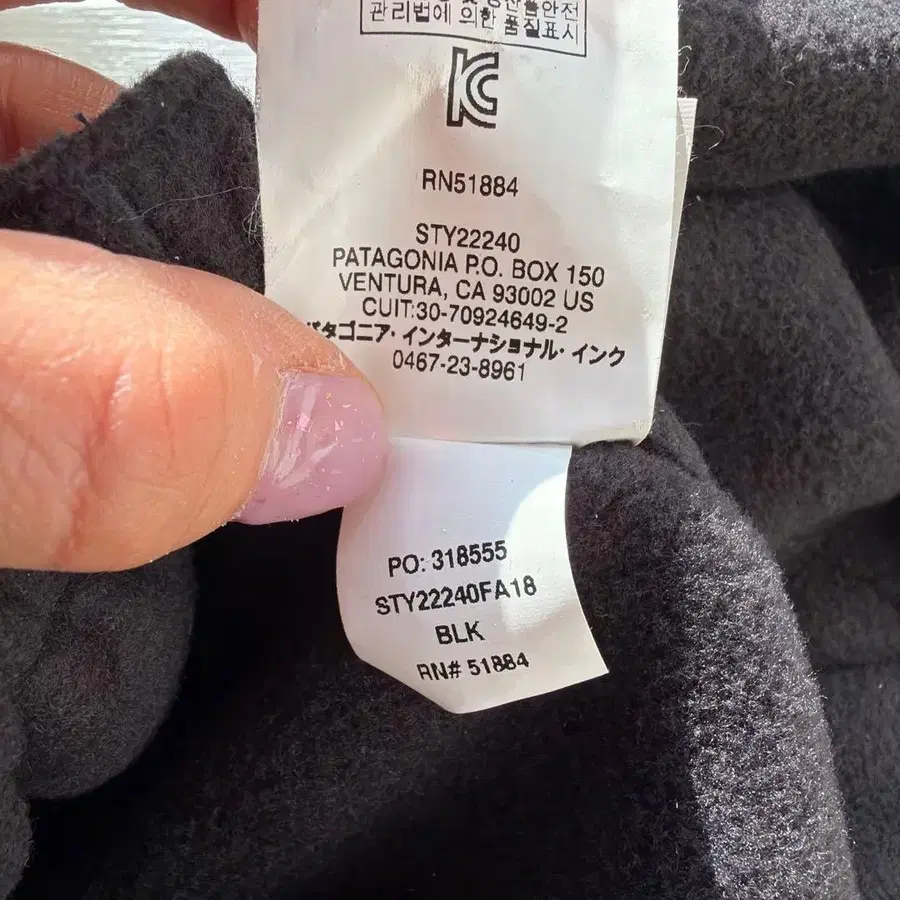 관리법에 의한 품질표시
KC
RN51884
STY22240
PATAGONIA P.O. BOX 150
VENTURA, CA 93002 US
CUIT:30-70924649-2
パタゴニア・インターナショナル・インク
0467-23-8961
PO: 318555
STY22240FA18
BLK
RN# 51884